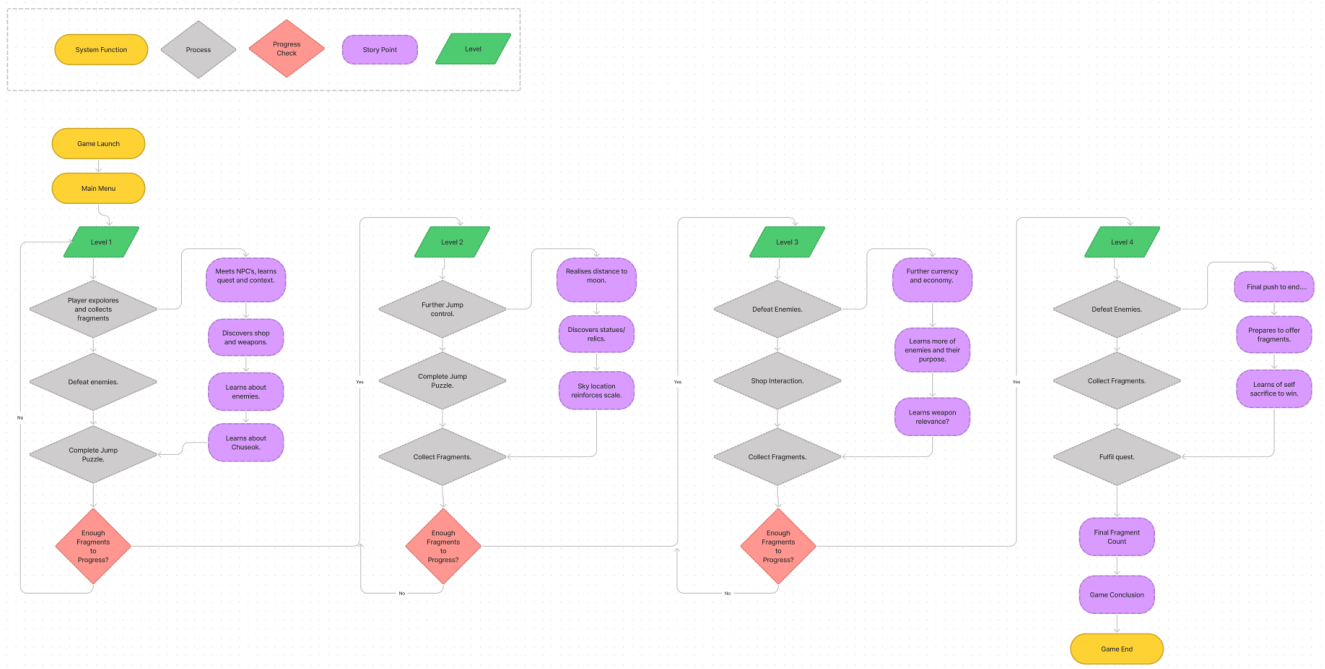 System Function
Process
Progress
Check
Story Point
Level
Game Launch
Main Menu
Level 1
Player expolores
and collects
fragments
Defeat enemies.
Complete Jump
Puzzle.
Enough
Fragments
to
Progress?
No
Meets NPC's, learns
quest and context.
Discovers shop
and weapons.
Learns about
enemies.
Learns about
Chuseok.
Yes
Level 2
Further Jump
control.
Complete Jump
Puzzle.
Collect Fragments.
Enough
Fragments
to
Progress?
No
Realises distance to
moon.
Discovers statues/
relics.
Sky location
reinforces scale.
Yes
Level 3
Defeat Enemies.
Shop Interaction.
Collect Fragments.
Enough
Fragments
to
Progress?
No
Further currency
and economy.
Learns more of
enemies and their
purpose.
Learns weapon
relevance?
Yes
Level 4
Defeat Enemies.
Collect Fragments.
Fulfil quest.
Final push to end....
Prepares to offer
fragments.
Learns of self
sacrifice to win.
Final Fragment
Count
Game Conclusion
Game End